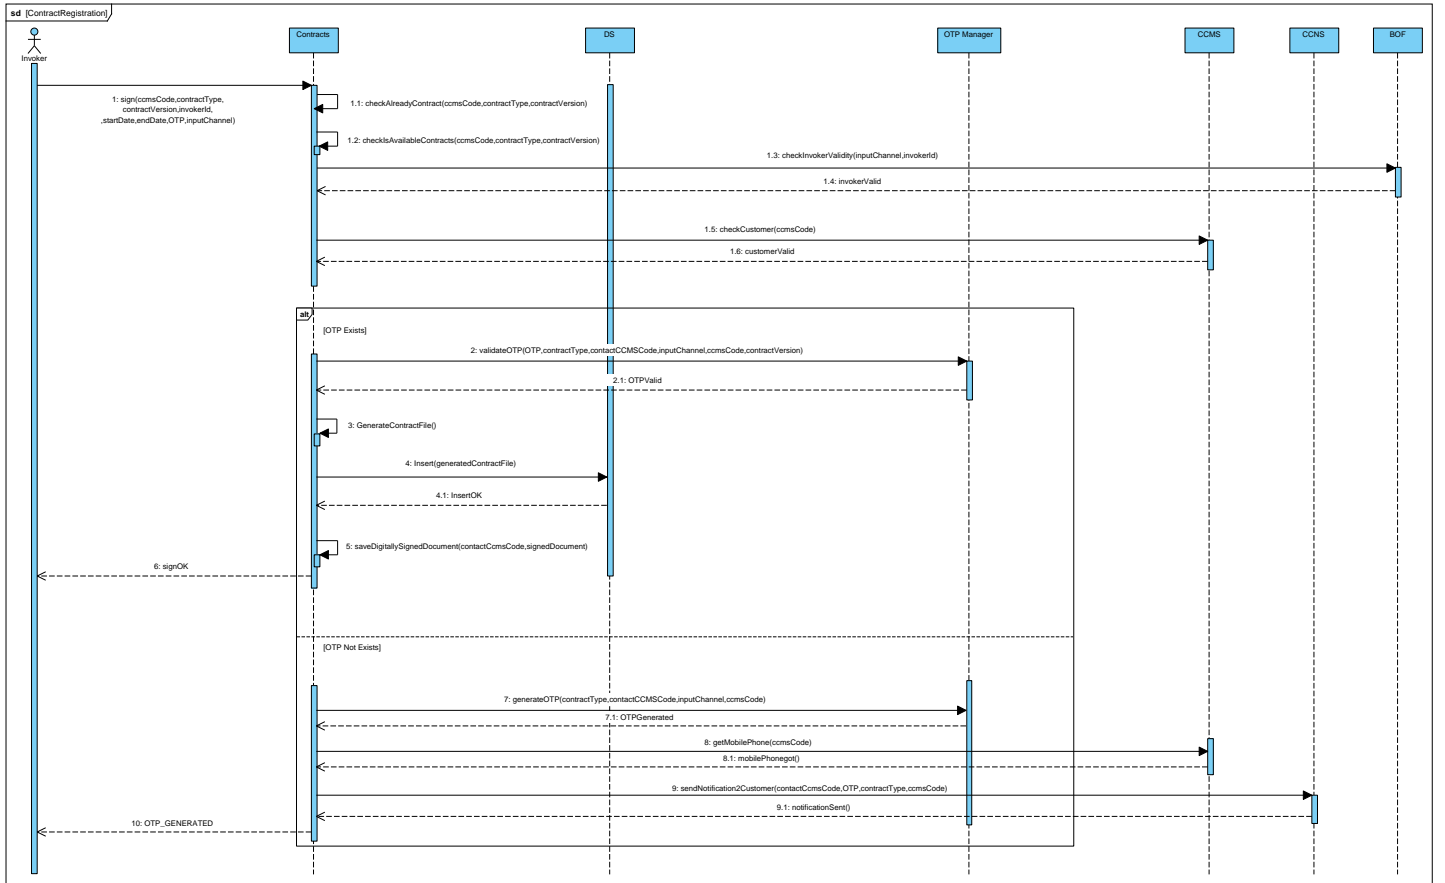 sd [ContractRegistration]
Invoker
Contracts
DS
OTP Manager
CCMS
CCNS
BOF
1: sign(ccmsCode,contractType,
contractVersion,invokerId,
,startDate,endDate,OTP,inputChannel)
1.1: checkAlreadyContract(ccmsCode,contractType,contractVersion)
1.2: checkIsAvailableContracts(ccmsCode,contractType,contractVersion)
1.3: checkInvokerValidity(inputChannel,invokerId)
1.4: invokerValid
1.5: checkCustomer(ccmsCode)
1.6: customerValid
alt
[OTP Exists]
2: validateOTP(OTP,contractType,contactCCMSCode,inputChannel,ccmsCode,contractVersion)
2.1: OTPValid
3: GenerateContractFile()
4: Insert(generatedContractFile)
4.1: InsertOK
5: saveDigitallySignedDocument(contactCcmsCode,signedDocument)
6: signOK
[OTP Not Exists]
7: generateOTP(contractType,contactCCMSCode,inputChannel,ccmsCode)
7.1: OTPGenerated
8: getMobilePhone(ccmsCode)
8.1: mobilePhonegot()
9: sendNotification2Customer(contactCcmsCode,OTP,contractType,ccmsCode)
9.1: notificationSent()
10: OTP_GENERATED